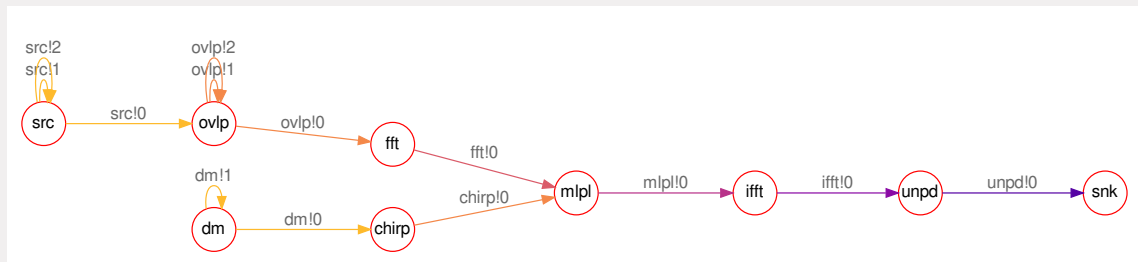 src!2
src!1
src
src!0
ovlp!2
ovlp!1
ovlp
ovlp!0
fft
fft!0
dm!1
dm
dm!0
chirp
chirp!0
mlpl
mlpl!0
ifft
ifft!0
unpd
unpd!0
snk